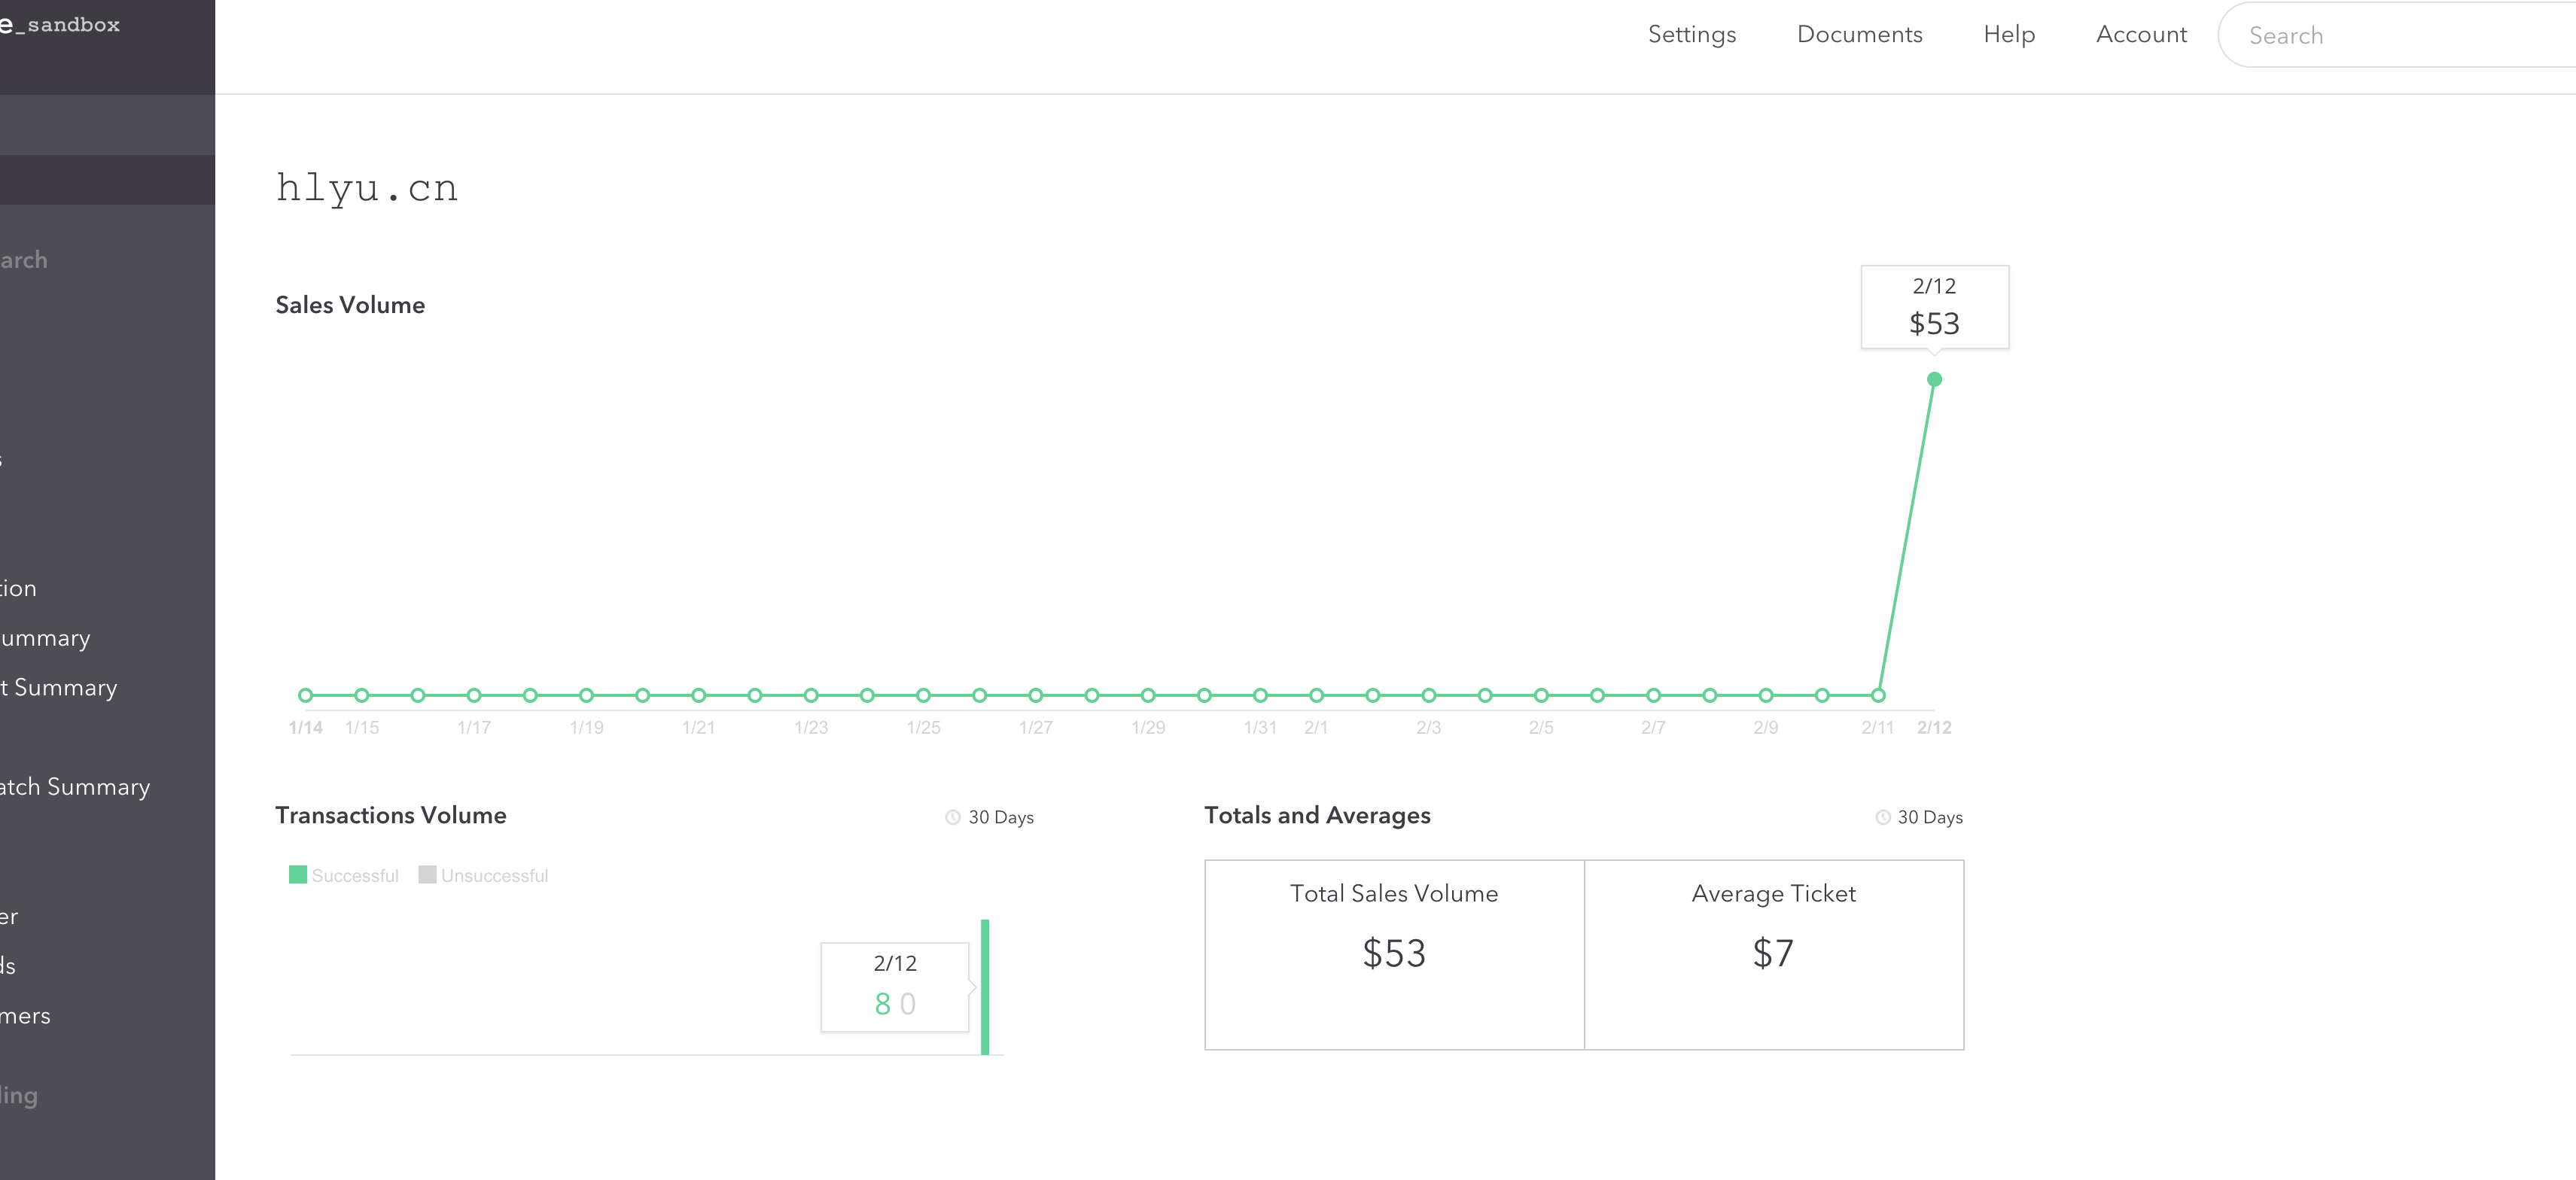 e_sandbox
Settings Documents Help Account Search
arch
s
tion
ummary
t Summary
atch Summary
er
ds
mers
ling
hlyu.cn
Sales Volume
2/12
$53
1/14 1/15 1/17 1/19 1/21 1/23 1/25 1/27 1/29 1/31 2/1 2/3 2/5 2/7 2/9 2/11 2/12
Transactions Volume 30 Days
Successful Unsuccessful
2/12
8 0
Totals and Averages 30 Days
Total Sales Volume Average Ticket
$53 $7